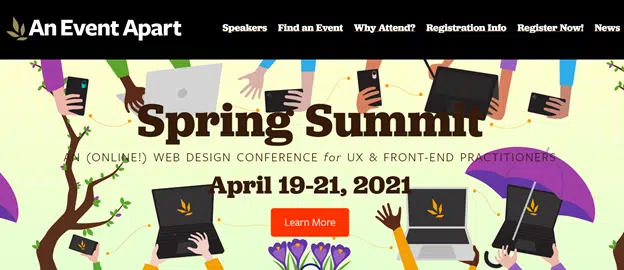 An Event Apart
Speakers Find an Event Why Attend? Registration Info Register Now! News
Spring Summit
AN (ONLINE!) WEB DESIGN CONFERENCE for UX & FRONT-END PRACTITIONERS
April 19-21, 2021
Learn More